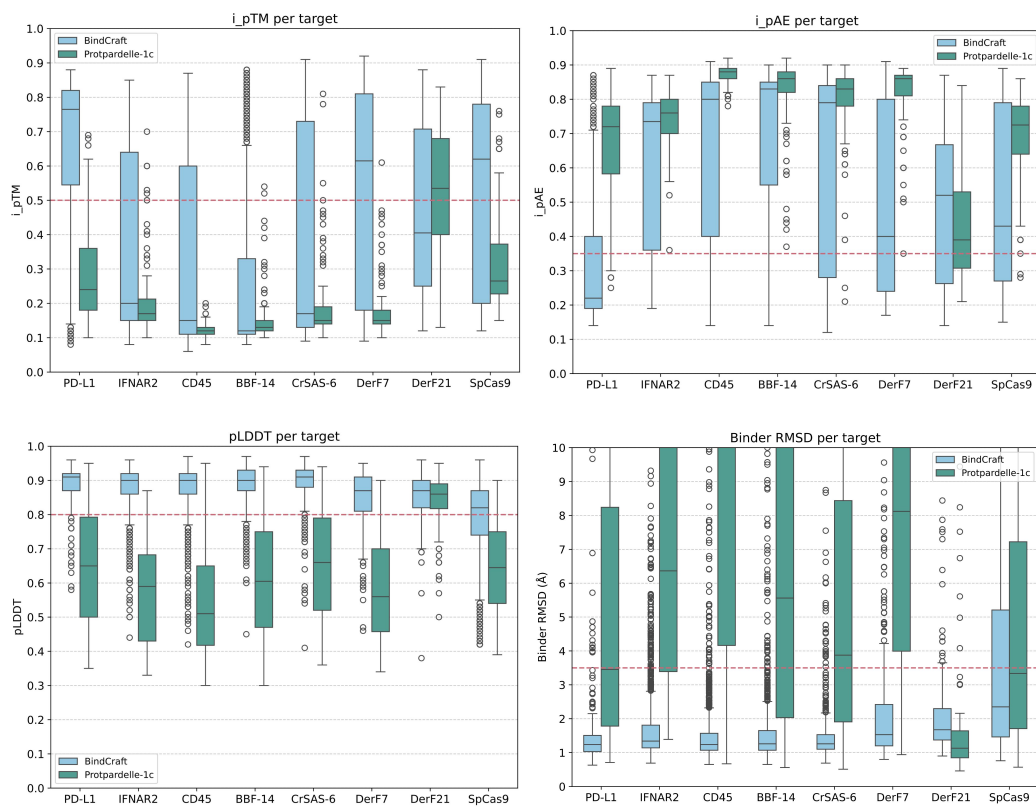 i_pTM per target
BindCraft
Protpardelle-1c
i_pTM
1.0
0.9
0.8
0.7
0.6
0.5
0.4
0.3
0.2
0.1
0.0
PD-L1 IFNAR2 CD45 BBF-14 CrSAS-6 DerF7 DerF21 SpCas9
i_pAE per target
BindCraft
Protpardelle-1c
i_pAE
1.0
0.9
0.8
0.7
0.6
0.5
0.4
0.3
0.2
0.1
0.0
PD-L1 IFNAR2 CD45 BBF-14 CrSAS-6 DerF7 DerF21 SpCas9
pLDDT per target
pLDDT
1.0
0.9
0.8
0.7
0.6
0.5
0.4
0.3
0.2
0.1
0.0
BindCraft
Protpardelle-1c
PD-L1 IFNAR2 CD45 BBF-14 CrSAS-6 DerF7 DerF21 SpCas9
Binder RMSD per target
BindCraft
Protpardelle-1c
Binder RMSD (Å)
10
9
8
7
6
5
4
3
2
1
0
PD-L1 IFNAR2 CD45 BBF-14 CrSAS-6 DerF7 DerF21 SpCas9